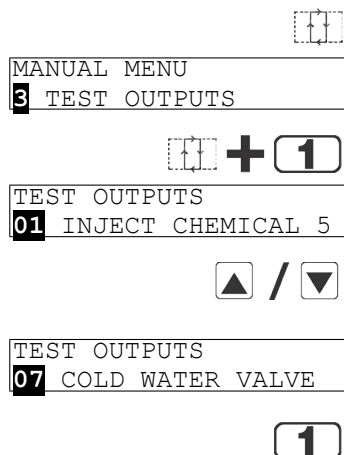 MANUAL MENU
3 TEST OUTPUTS
+ 1
TEST OUTPUTS
01 INJECT CHEMICAL 5
/
TEST OUTPUTS
07 COLD WATER VALVE
1